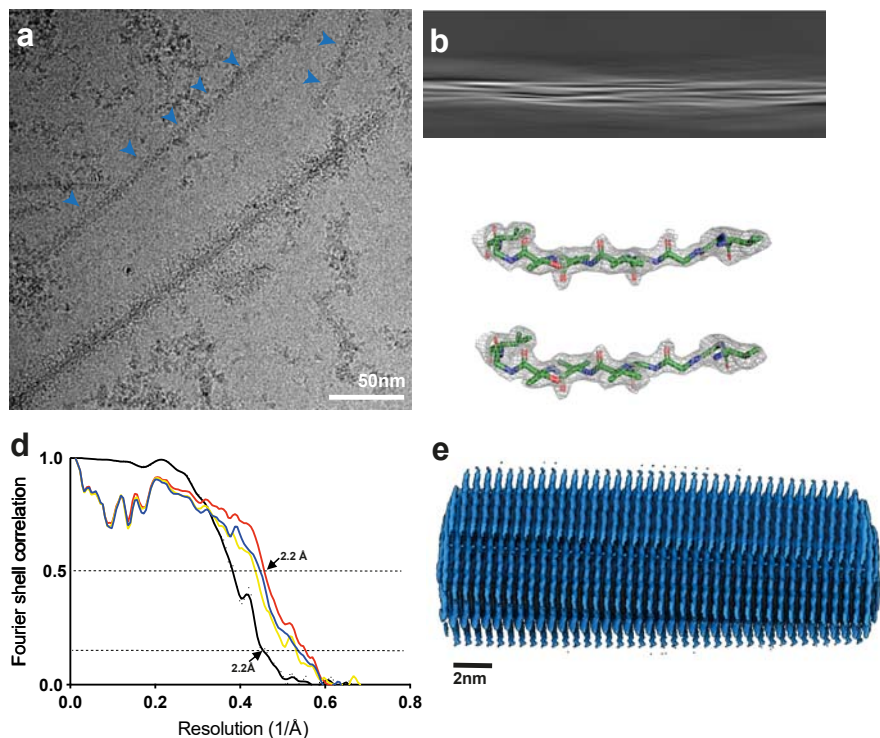 a
50nm
b
d
Fourier shell correlation
1.0
0.5
0.0
2.2 Å
2.2Å
0.0
0.2
0.4
0.6
0.8
Resolution (1/Å)
e
2nm